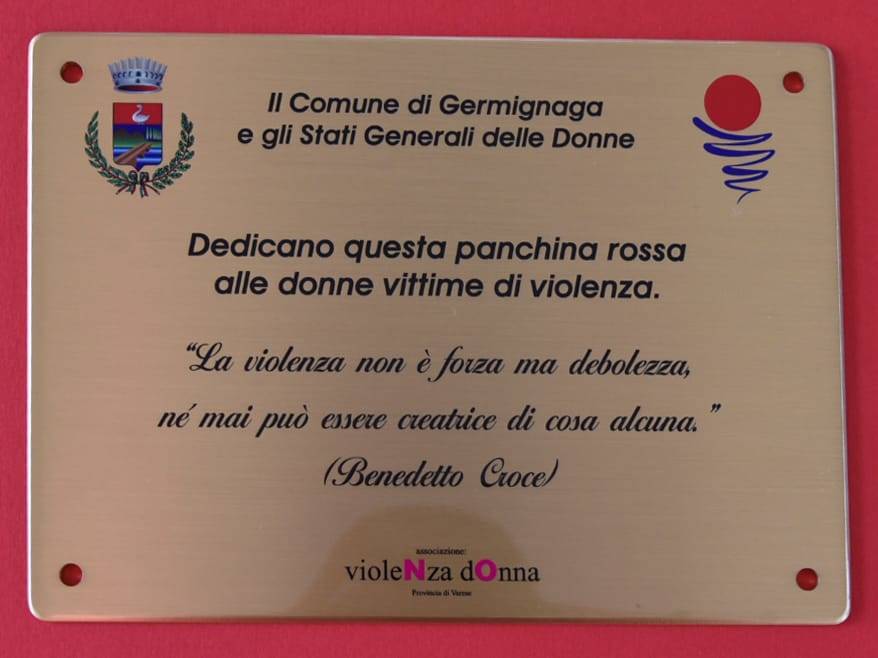 Il Comune di Germignaga
e gli Stati Generali delle Donne
Dedicano questa panchina rossa
alle donne vittime di violenza.
“La violenza non è forza ma debolezza,
né mai può essere creatrice di cosa alcuna.”
(Benedetto Croce)
associazione:
violeNza dOnna
Provincia di Varese